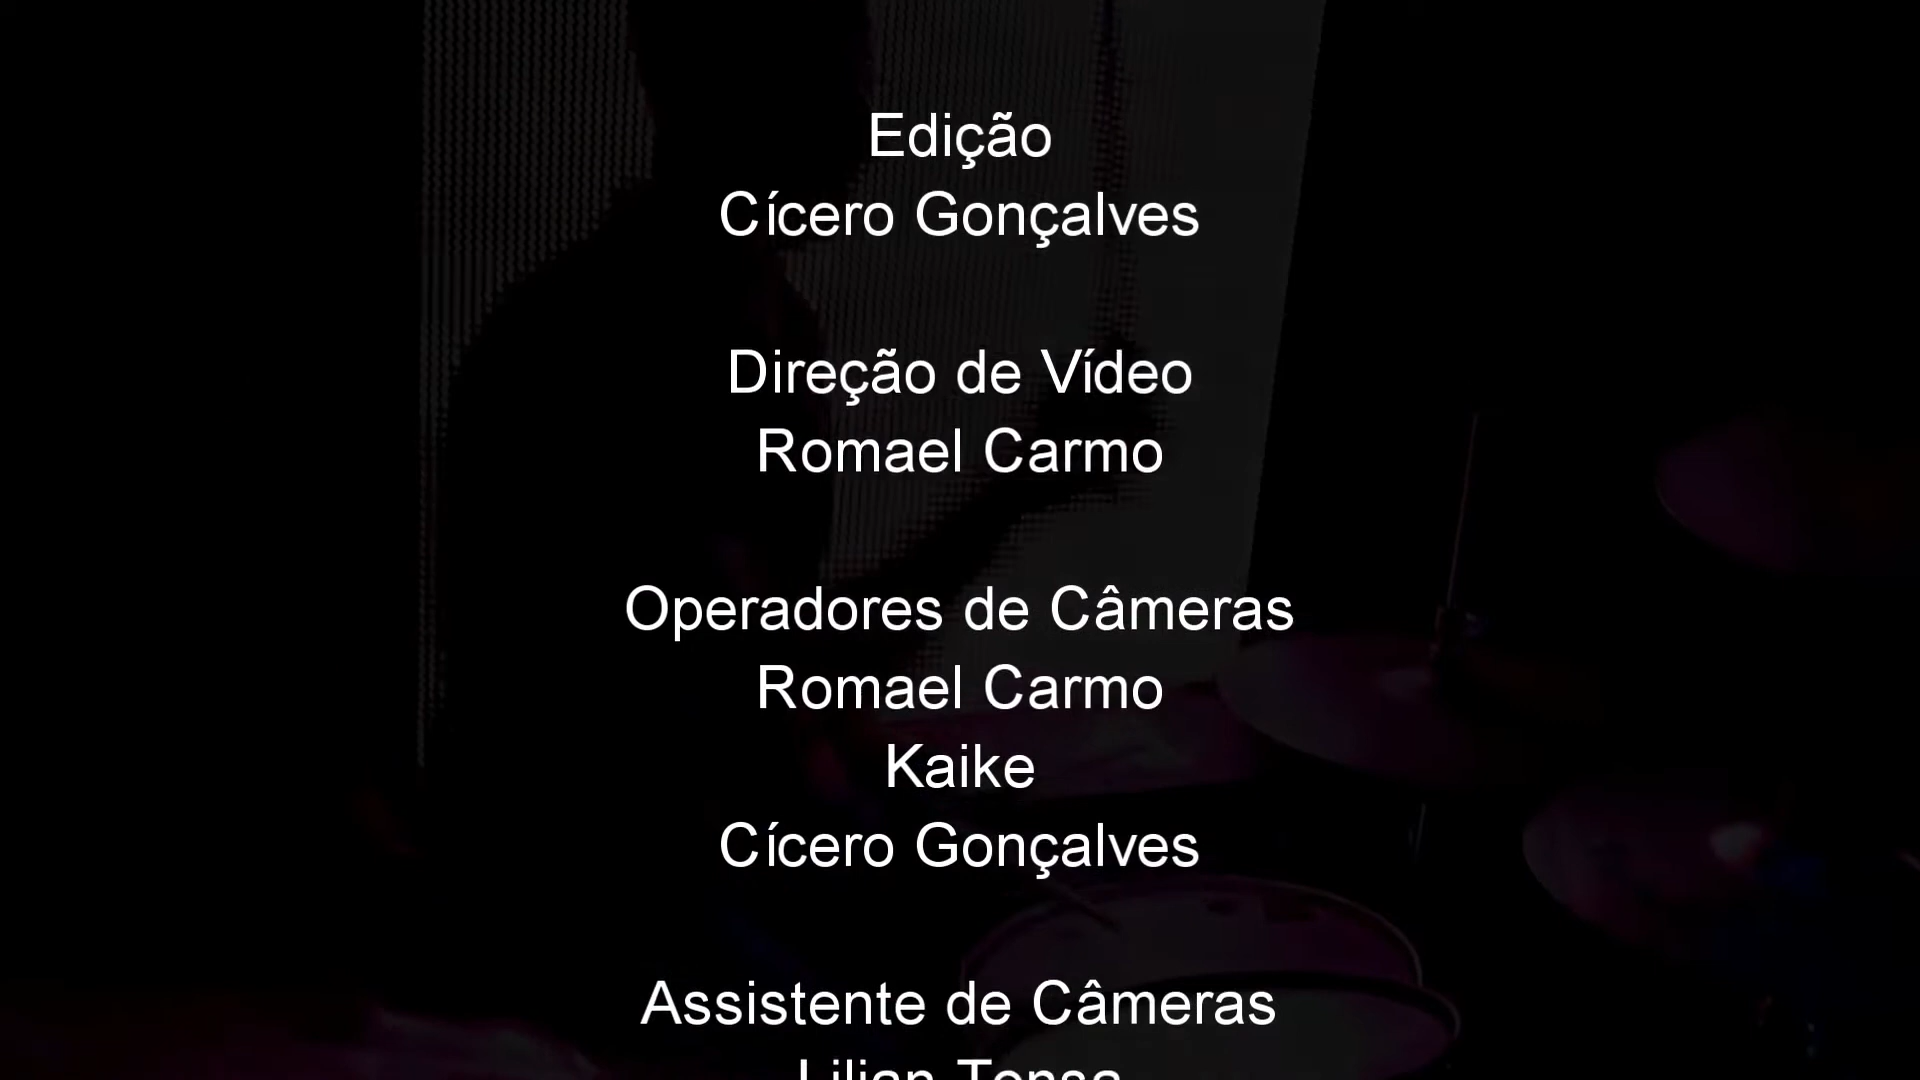 Edição
Cícero Gonçalves
Direção de Vídeo
Romael Carmo
Operadores de Câmeras
Romael Carmo
Kaike
Cícero Gonçalves
Assistente de Câmeras
Lilian